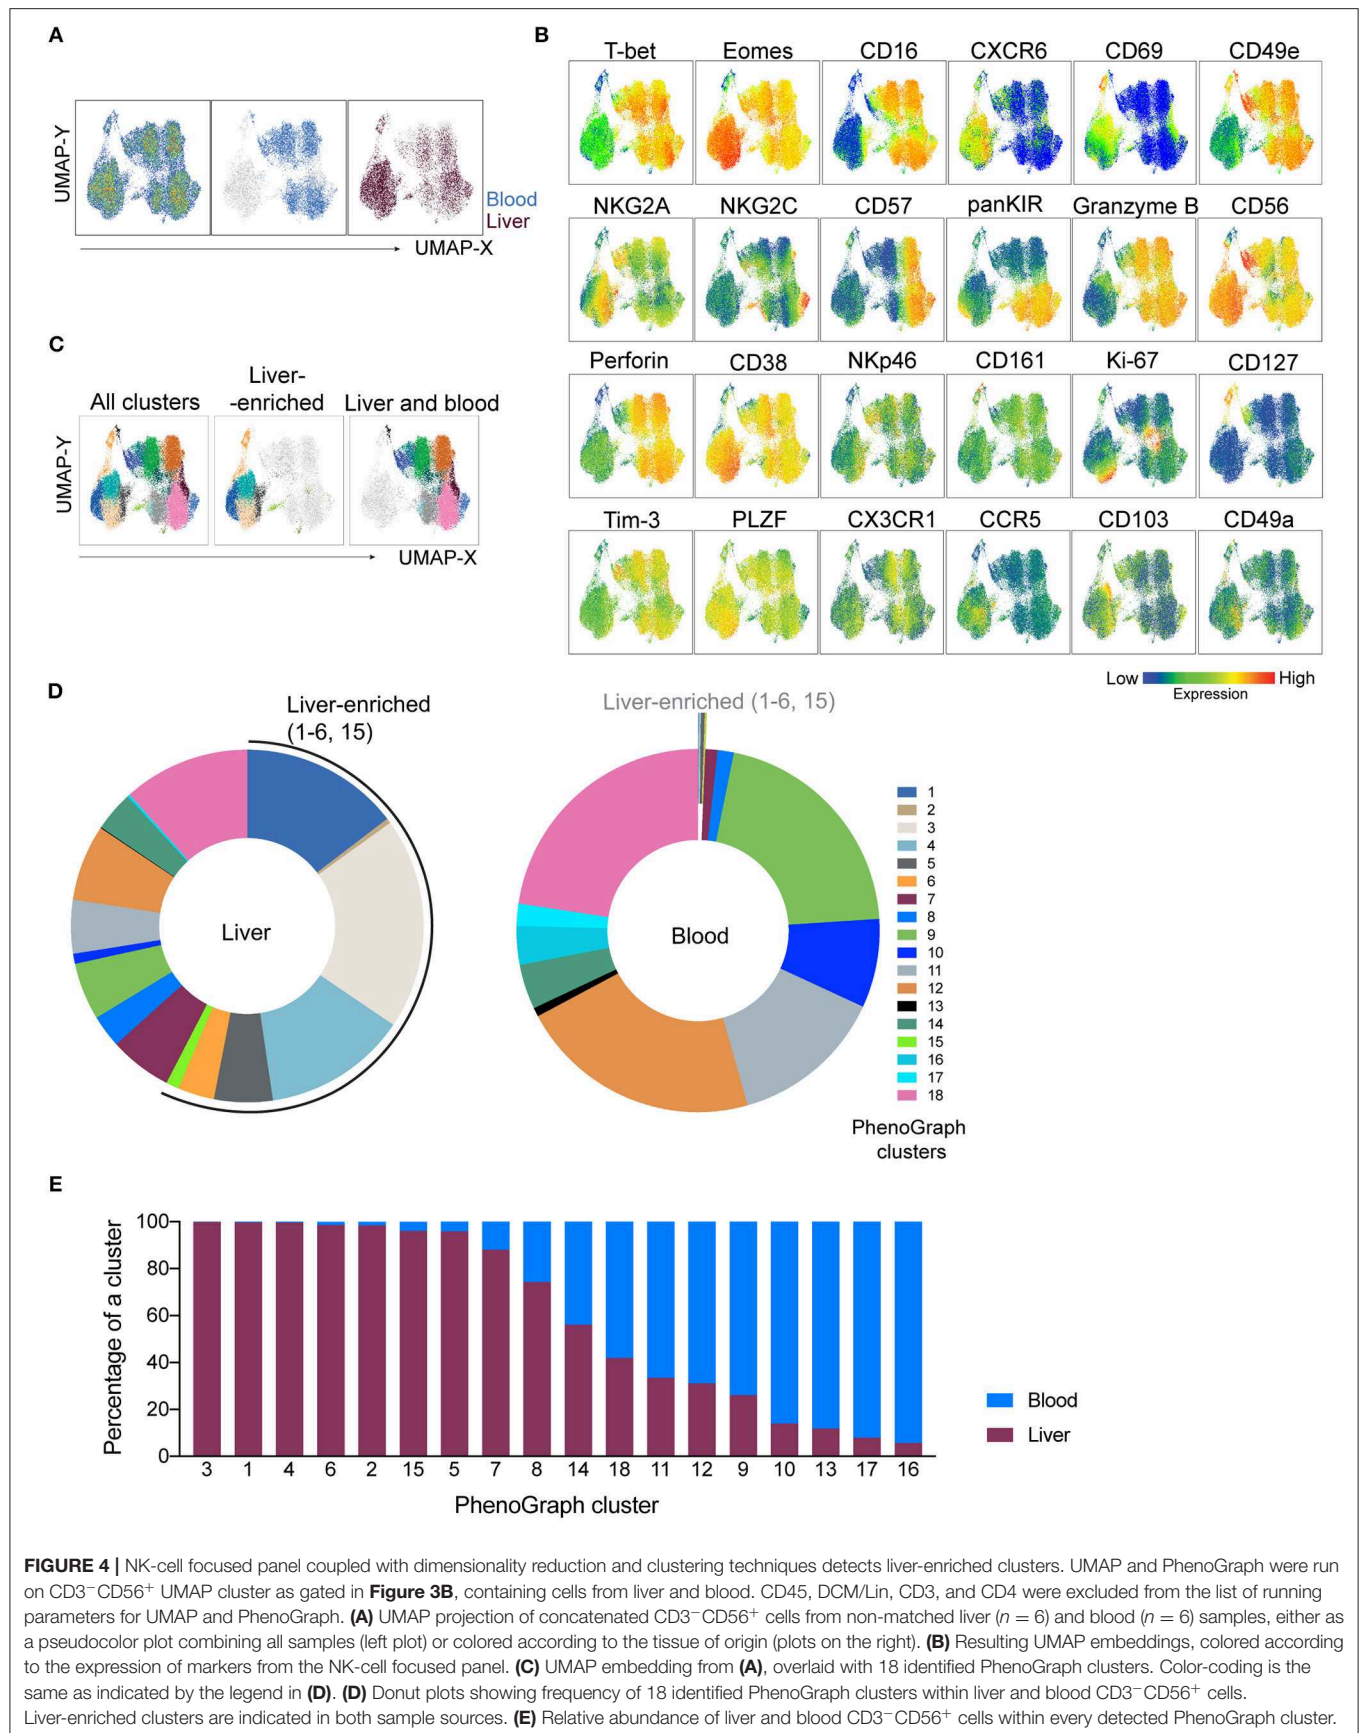 A
UMAP-Y
Blood
Liver
UMAP-X
B
T-bet Eomes CD16 CXCR6 CD69 CD49e
NKG2A NKG2C CD57 panKIR Granzyme B CD56
Perforin CD38 NKp46 CD161 Ki-67 CD127
Tim-3 PLZF CX3CR1 CCR5 CD103 CD49a
Low High
Expression
C
Liver-
All clusters -enriched Liver and blood
UMAP-Y
UMAP-X
D
Liver-enriched
(1-6, 15)
Liver
Liver-enriched (1-6, 15)
Blood
1
2
3
4
5
6
7
8
9
10
11
12
13
14
15
16
17
18
PhenoGraph
clusters
E
Percentage of a cluster
100
80
60
40
20
0
3 1 4 6 2 15 5 7 8 14 18 11 12 9 10 13 17 16
PhenoGraph cluster
Blood
Liver
FIGURE 4 | NK-cell focused panel coupled with dimensionality reduction and clustering techniques detects liver-enriched clusters. UMAP and PhenoGraph were run
on CD3−CD56+ UMAP cluster as gated in Figure 3B, containing cells from liver and blood. CD45, DCM/Lin, CD3, and CD4 were excluded from the list of running
parameters for UMAP and PhenoGraph. (A) UMAP projection of concatenated CD3−CD56+ cells from non-matched liver (n = 6) and blood (n = 6) samples, either as
a pseudocolor plot combining all samples (left plot) or colored according to the tissue of origin (plots on the right). (B) Resulting UMAP embeddings, colored according
to the expression of markers from the NK-cell focused panel. (C) UMAP embedding from (A), overlaid with 18 identified PhenoGraph clusters. Color-coding is the
same as indicated by the legend in (D). (D) Donut plots showing frequency of 18 identified PhenoGraph clusters within liver and blood CD3−CD56+ cells.
Liver-enriched clusters are indicated in both sample sources. (E) Relative abundance of liver and blood CD3−CD56+ cells within every detected PhenoGraph cluster.